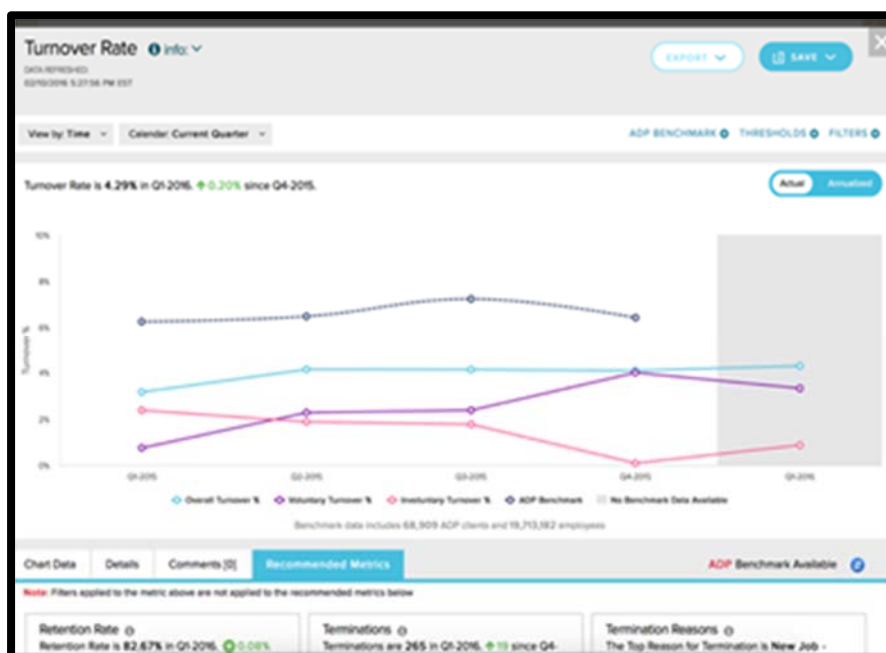 Turnover Rate info:
DATA REFRESHED:
02/10/2016 5:27:56 PM EST
EXPORT
SAVE
X
View by: Time
Calendar: Current Quarter
ADP BENCHMARK
THRESHOLDS
FILTERS
Turnover Rate is 4.29% in Q1-2016. 0.20% since Q4-2015.
Actual
Annualized
10%
8%
6%
4%
2%
0%
Turnover %
Q1-2015
Q2-2015
Q3-2015
Q4-2015
Q1-2016
Overall Turnover %
Voluntary Turnover %
Involuntary Turnover %
ADP Benchmark
No Benchmark Data Available
Benchmark data includes 68,909 ADP clients and 19,713,182 employees
Chart Data
Details
Comments [0]
Recommended Metrics
ADP Benchmark Available
Note: Filters applied to the metric above are not applied to the recommended metrics below
Retention Rate
Retention Rate is 82.67% in Q1-2016. 0.08%
Terminations
Terminations are 265 in Q1-2016. 19 since Q4-
Termination Reasons
The Top Reason for Termination is New Job -